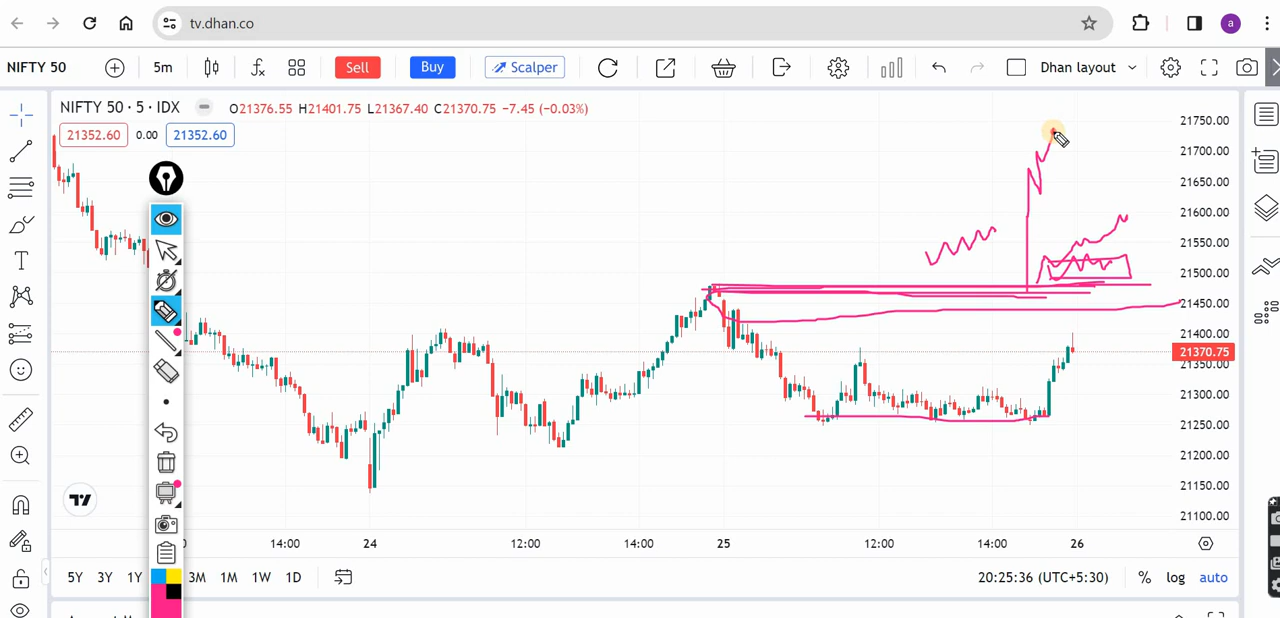 tv.dhan.co
a
NIFTY 50
5m
Sell
Buy
Scalper
Dhan layout
NIFTY 50 · 5 · IDX
O21376.55 H21401.75 L21367.40 C21370.75 −7.45 (−0.03%)
21352.60
0.00
21352.60
21750.00
21700.00
21650.00
21600.00
21550.00
21500.00
21450.00
21400.00
21370.75
21350.00
21300.00
21250.00
21200.00
21150.00
21100.00
14:00
24
12:00
14:00
25
12:00
14:00
26
5Y
3Y
1Y
3M
1M
1W
1D
20:25:36 (UTC+5:30)
%
log
auto